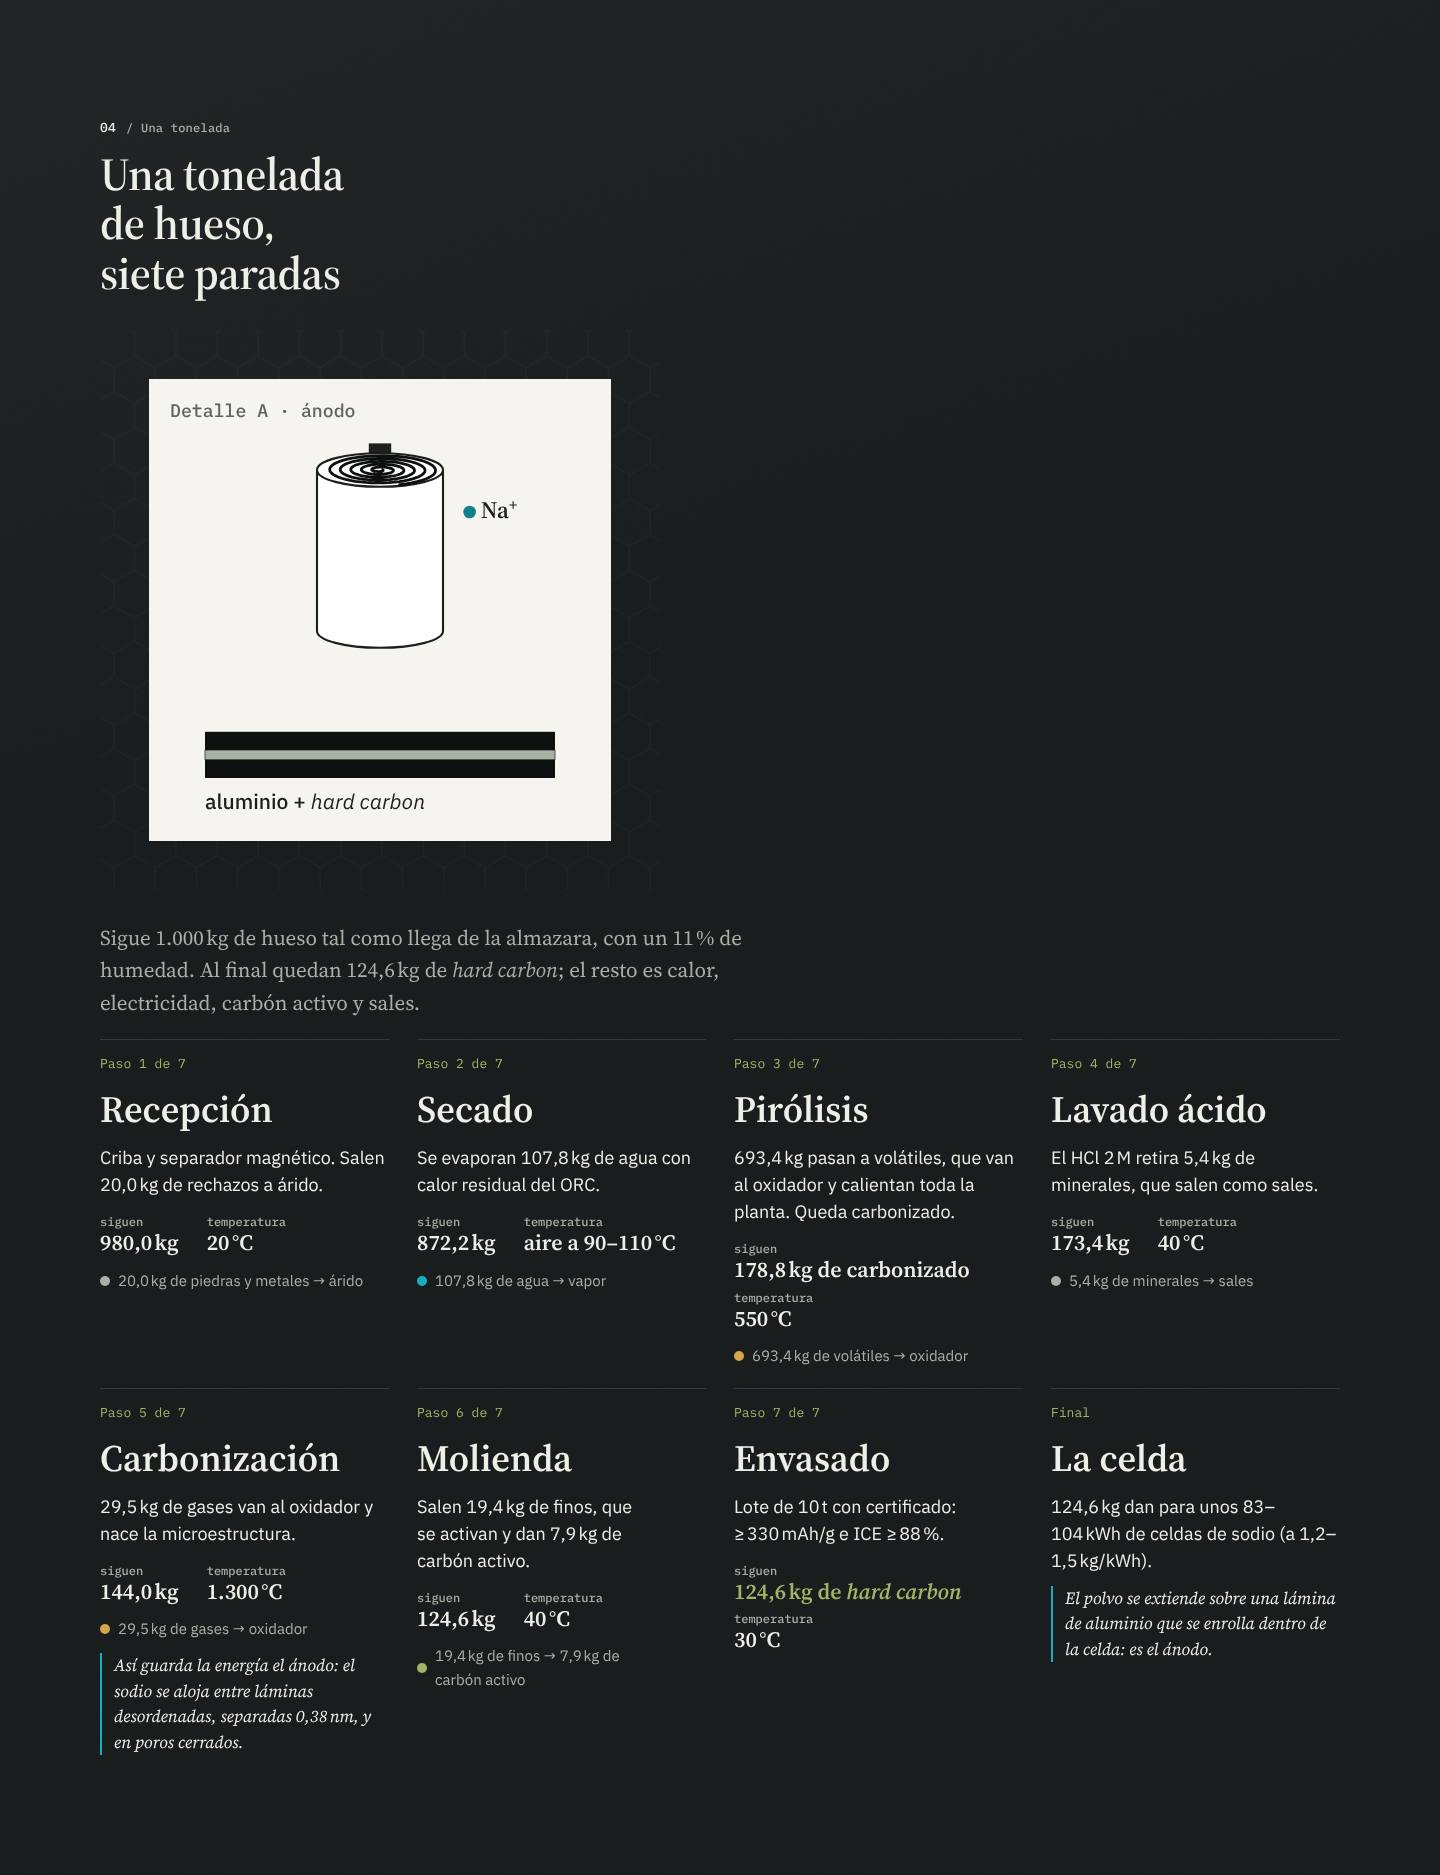 04 / Una tonelada
Una tonelada
de hueso,
siete paradas
Detalle A · ánodo
Na⁺
aluminio + hard carbon
Sigue 1.000 kg de hueso tal como llega de la almazara, con un 11 % de
humedad. Al final quedan 124,6 kg de hard carbon; el resto es calor,
electricidad, carbón activo y sales.
Paso 1 de 7
Recepción
Criba y separador magnético. Salen
20,0 kg de rechazos a árido.
siguen temperatura
980,0 kg 20 °C
20,0 kg de piedras y metales → árido
Paso 2 de 7
Secado
Se evaporan 107,8 kg de agua con
calor residual del ORC.
siguen temperatura
872,2 kg aire a 90–110 °C
107,8 kg de agua → vapor
Paso 3 de 7
Pirólisis
693,4 kg pasan a volátiles, que van
al oxidador y calientan toda la
planta. Queda carbonizado.
siguen
178,8 kg de carbonizado
temperatura
550 °C
693,4 kg de volátiles → oxidador
Paso 4 de 7
Lavado ácido
El HCl 2 M retira 5,4 kg de
minerales, que salen como sales.
siguen temperatura
173,4 kg 40 °C
5,4 kg de minerales → sales
Paso 5 de 7
Carbonización
29,5 kg de gases van al oxidador y
nace la microestructura.
siguen temperatura
144,0 kg 1.300 °C
29,5 kg de gases → oxidador
Así guarda la energía el ánodo: el
sodio se aloja entre láminas
desordenadas, separadas 0,38 nm, y
en poros cerrados.
Paso 6 de 7
Molienda
Salen 19,4 kg de finos, que
se activan y dan 7,9 kg de
carbón activo.
siguen temperatura
124,6 kg 40 °C
19,4 kg de finos → 7,9 kg de
carbón activo
Paso 7 de 7
Envasado
Lote de 10 t con certificado:
≥ 330 mAh/g e ICE ≥ 88 %.
siguen
124,6 kg de hard carbon
temperatura
30 °C
Final
La celda
124,6 kg dan para unos 83–
104 kWh de celdas de sodio (a 1,2–
1,5 kg/kWh).
El polvo se extiende sobre una lámina
de aluminio que se enrolla dentro de
la celda: es el ánodo.